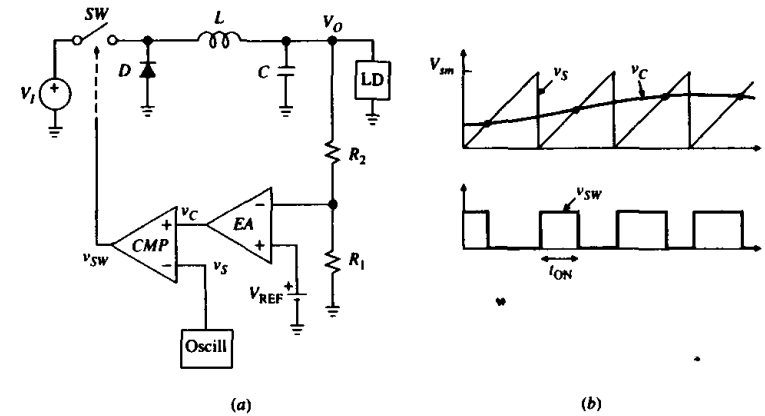 SW
L
V_O
D
C
LD
V_I
R_2
v_C
EA
CMP
v_SW
v_S
R_1
V_REF
Oscill
(a)
V_sm
v_S
v_C
v_SW
t_ON
(b)